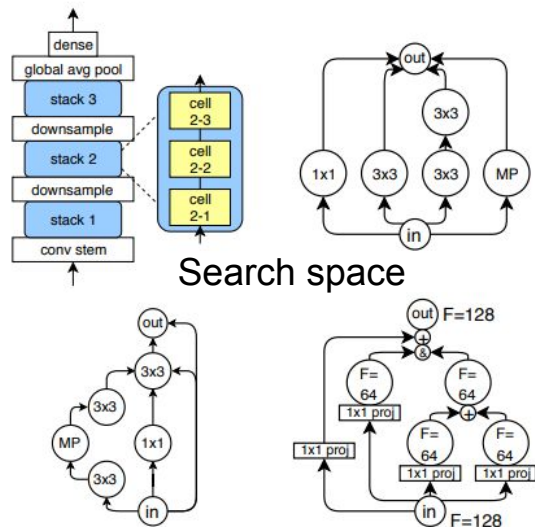 dense
global avg pool
stack 3
downsample
stack 2
downsample
stack 1
conv stem
cell
2-3
cell
2-2
cell
2-1
out
3x3
1x1
3x3
3x3
MP
in
Search space
out
3x3
3x3
MP
1x1
3x3
in
out
F=128
+
&
F=
64
F=
64
1x1 proj
+
1x1 proj
F=
64
F=
64
1x1 proj
1x1 proj
in
F=128